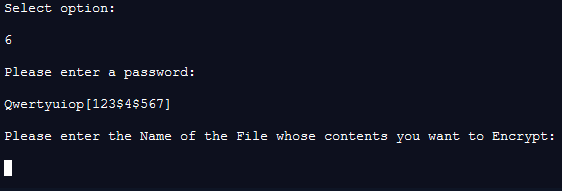 Select option:
6
Please enter a password:
Qwertyuiop[123$4$567]
Please enter the Name of the File whose contents you want to Encrypt: